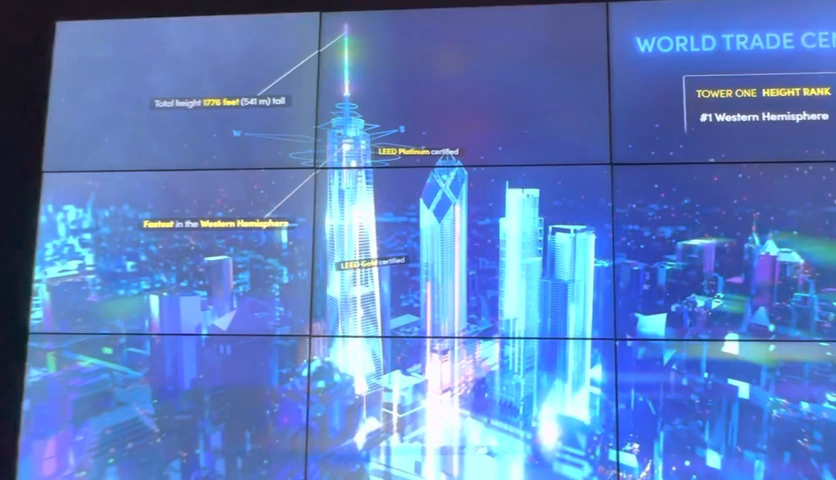 WORLD TRADE CE
TOWER ONE HEIGHT RANK
#1 Western Hemisphere
Total height 1776 feet (541 m) tall
LEED Platinum certified
Fastest in the Western Hemisphere
LEED Gold certified